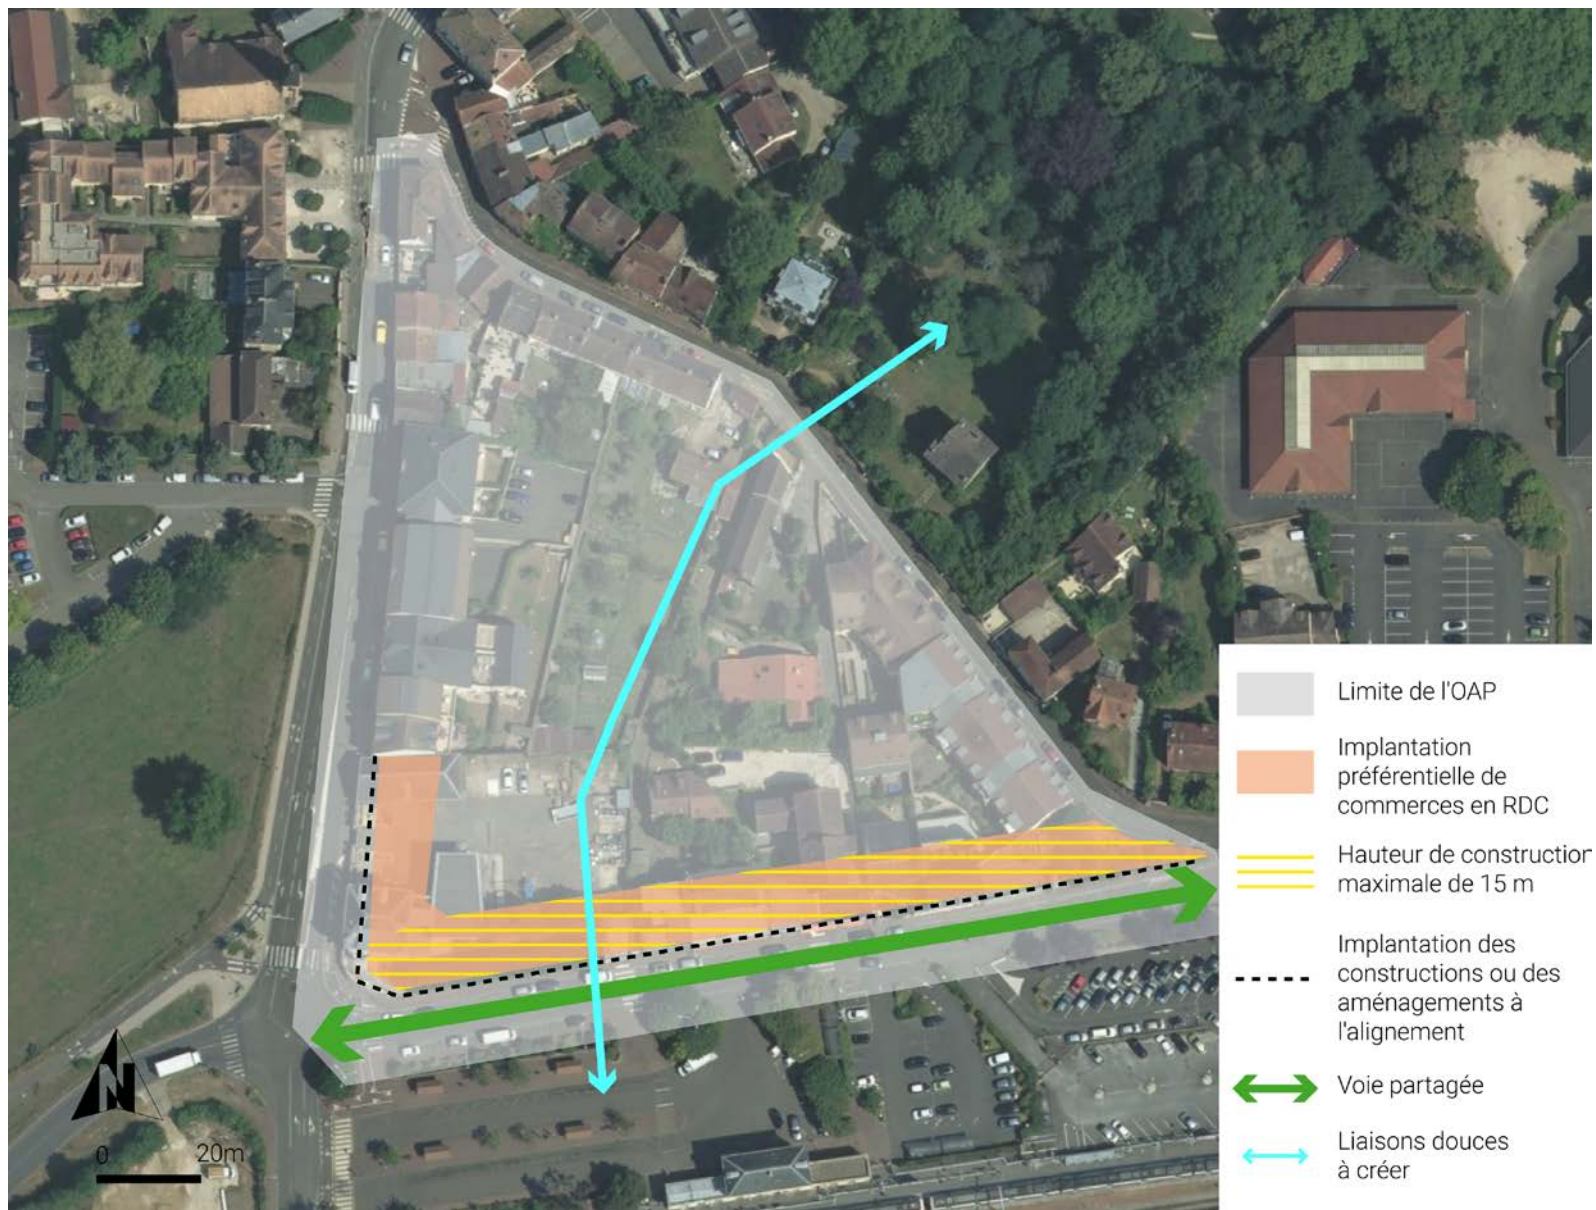 Limite de l'OAP
Implantation
préférentielle de
commerces en RDC
Hauteur de construction
maximale de 15 m
Implantation des
constructions ou des
aménagements à
l'alignement
Voie partagée
Liaisons douces
à créer
N
0 20m